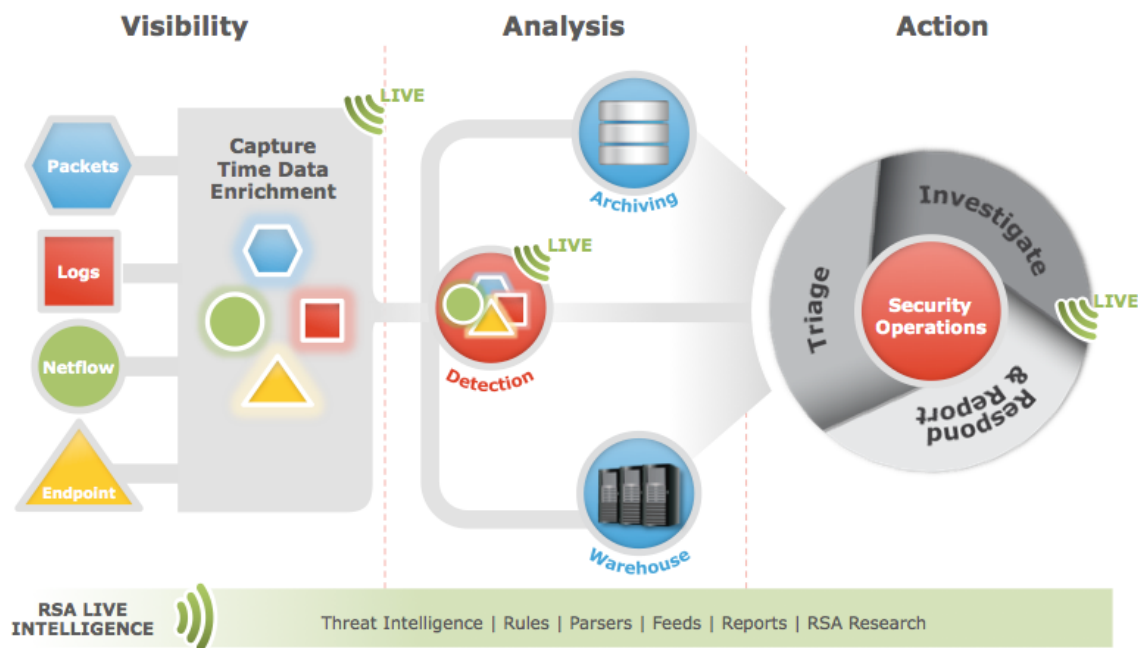 Visibility
Analysis
Action
LIVE
Capture
Time Data
Enrichment
Packets
Logs
Netflow
Endpoint
Archiving
LIVE
Detection
Warehouse
Triage
Investigate
Respond
& Report
Security
Operations
LIVE
RSA LIVE
INTELLIGENCE
Threat Intelligence | Rules | Parsers | Feeds | Reports | RSA Research